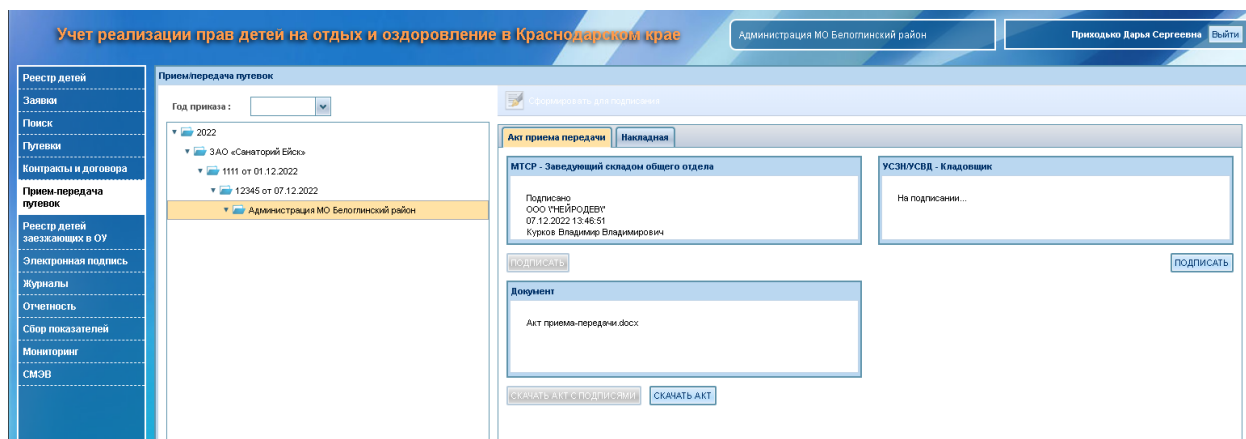 Учет реализации прав детей на отдых и оздоровление в Краснодарском крае
Администрация МО Белоглинский район
Приходько Дарья Сергеевна
Выйти
Реестр детей
Заявки
Поиск
Путевки
Контракты и договора
Прием-передача
путевок
Реестр детей
заезжающих в ОУ
Электронная подпись
Журналы
Отчетность
Сбор показателей
Мониторинг
СМЭВ
Прием/передача путевок
Год приказа :
2022
ЗАО «Санаторий Ейск»
1111 от 01.12.2022
12345 от 07.12.2022
Администрация МО Белоглинский район
Сформировать для подписания
Акт приема передачи
Накладная
МТСР - Заведующий складом общего отдела
Подписано
ООО \"НЕЙРОДЕВ\"
07.12.2022 13:46:51
Курков Владимир Владимирович
ПОДПИСАТЬ
УСЗН/УСВД - Кладовщик
На подписании...
ПОДПИСАТЬ
Документ
Акт приема-передачи.docx
СКАЧАТЬ АКТ С ПОДПИСЯМИ
СКАЧАТЬ АКТ